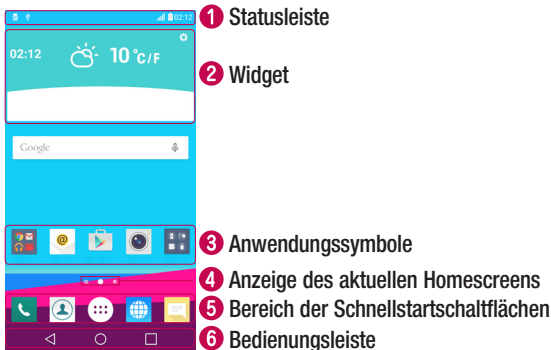 02:12
1 Statusleiste
02:12 10°C/F
2 Widget
Google
3 Anwendungssymbole
4 Anzeige des aktuellen Homescreens
5 Bereich der Schnellstartschaltflächen
6 Bedienungsleiste